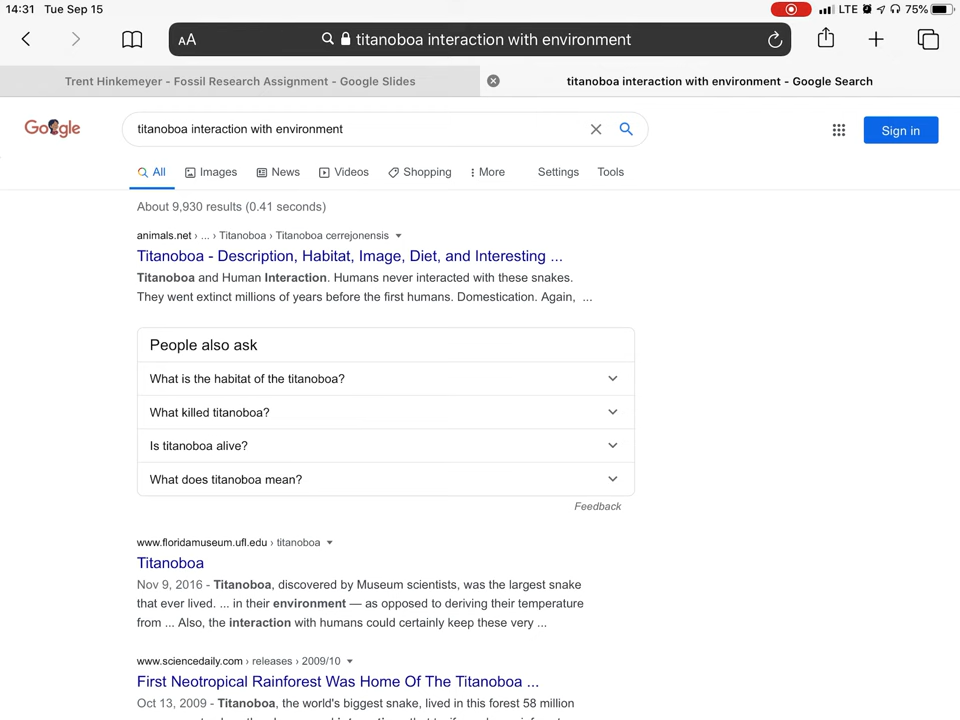 14:31 Tue Sep 15 LTE 75%
AA titanoboa interaction with environment
Trent Hinkemeyer - Fossil Research Assignment - Google Slides titanoboa interaction with environment - Google Search
Google titanoboa interaction with environment Sign in
All Images News Videos Shopping More Settings Tools
About 9,930 results (0.41 seconds)
animals.net › ... › Titanoboa › Titanoboa cerrejonensis
Titanoboa - Description, Habitat, Image, Diet, and Interesting ...
Titanoboa and Human Interaction. Humans never interacted with these snakes.
They went extinct millions of years before the first humans. Domestication. Again, ...
People also ask
What is the habitat of the titanoboa?
What killed titanoboa?
Is titanoboa alive?
What does titanoboa mean?
Feedback
www.floridamuseum.ufl.edu › titanoboa
Titanoboa
Nov 9, 2016 - Titanoboa, discovered by Museum scientists, was the largest snake
that ever lived. ... in their environment — as opposed to deriving their temperature
from ... Also, the interaction with humans could certainly keep these very ...
www.sciencedaily.com › releases › 2009/10
First Neotropical Rainforest Was Home Of The Titanoboa ...
Oct 13, 2009 - Titanoboa, the world's biggest snake, lived in this forest 58 million